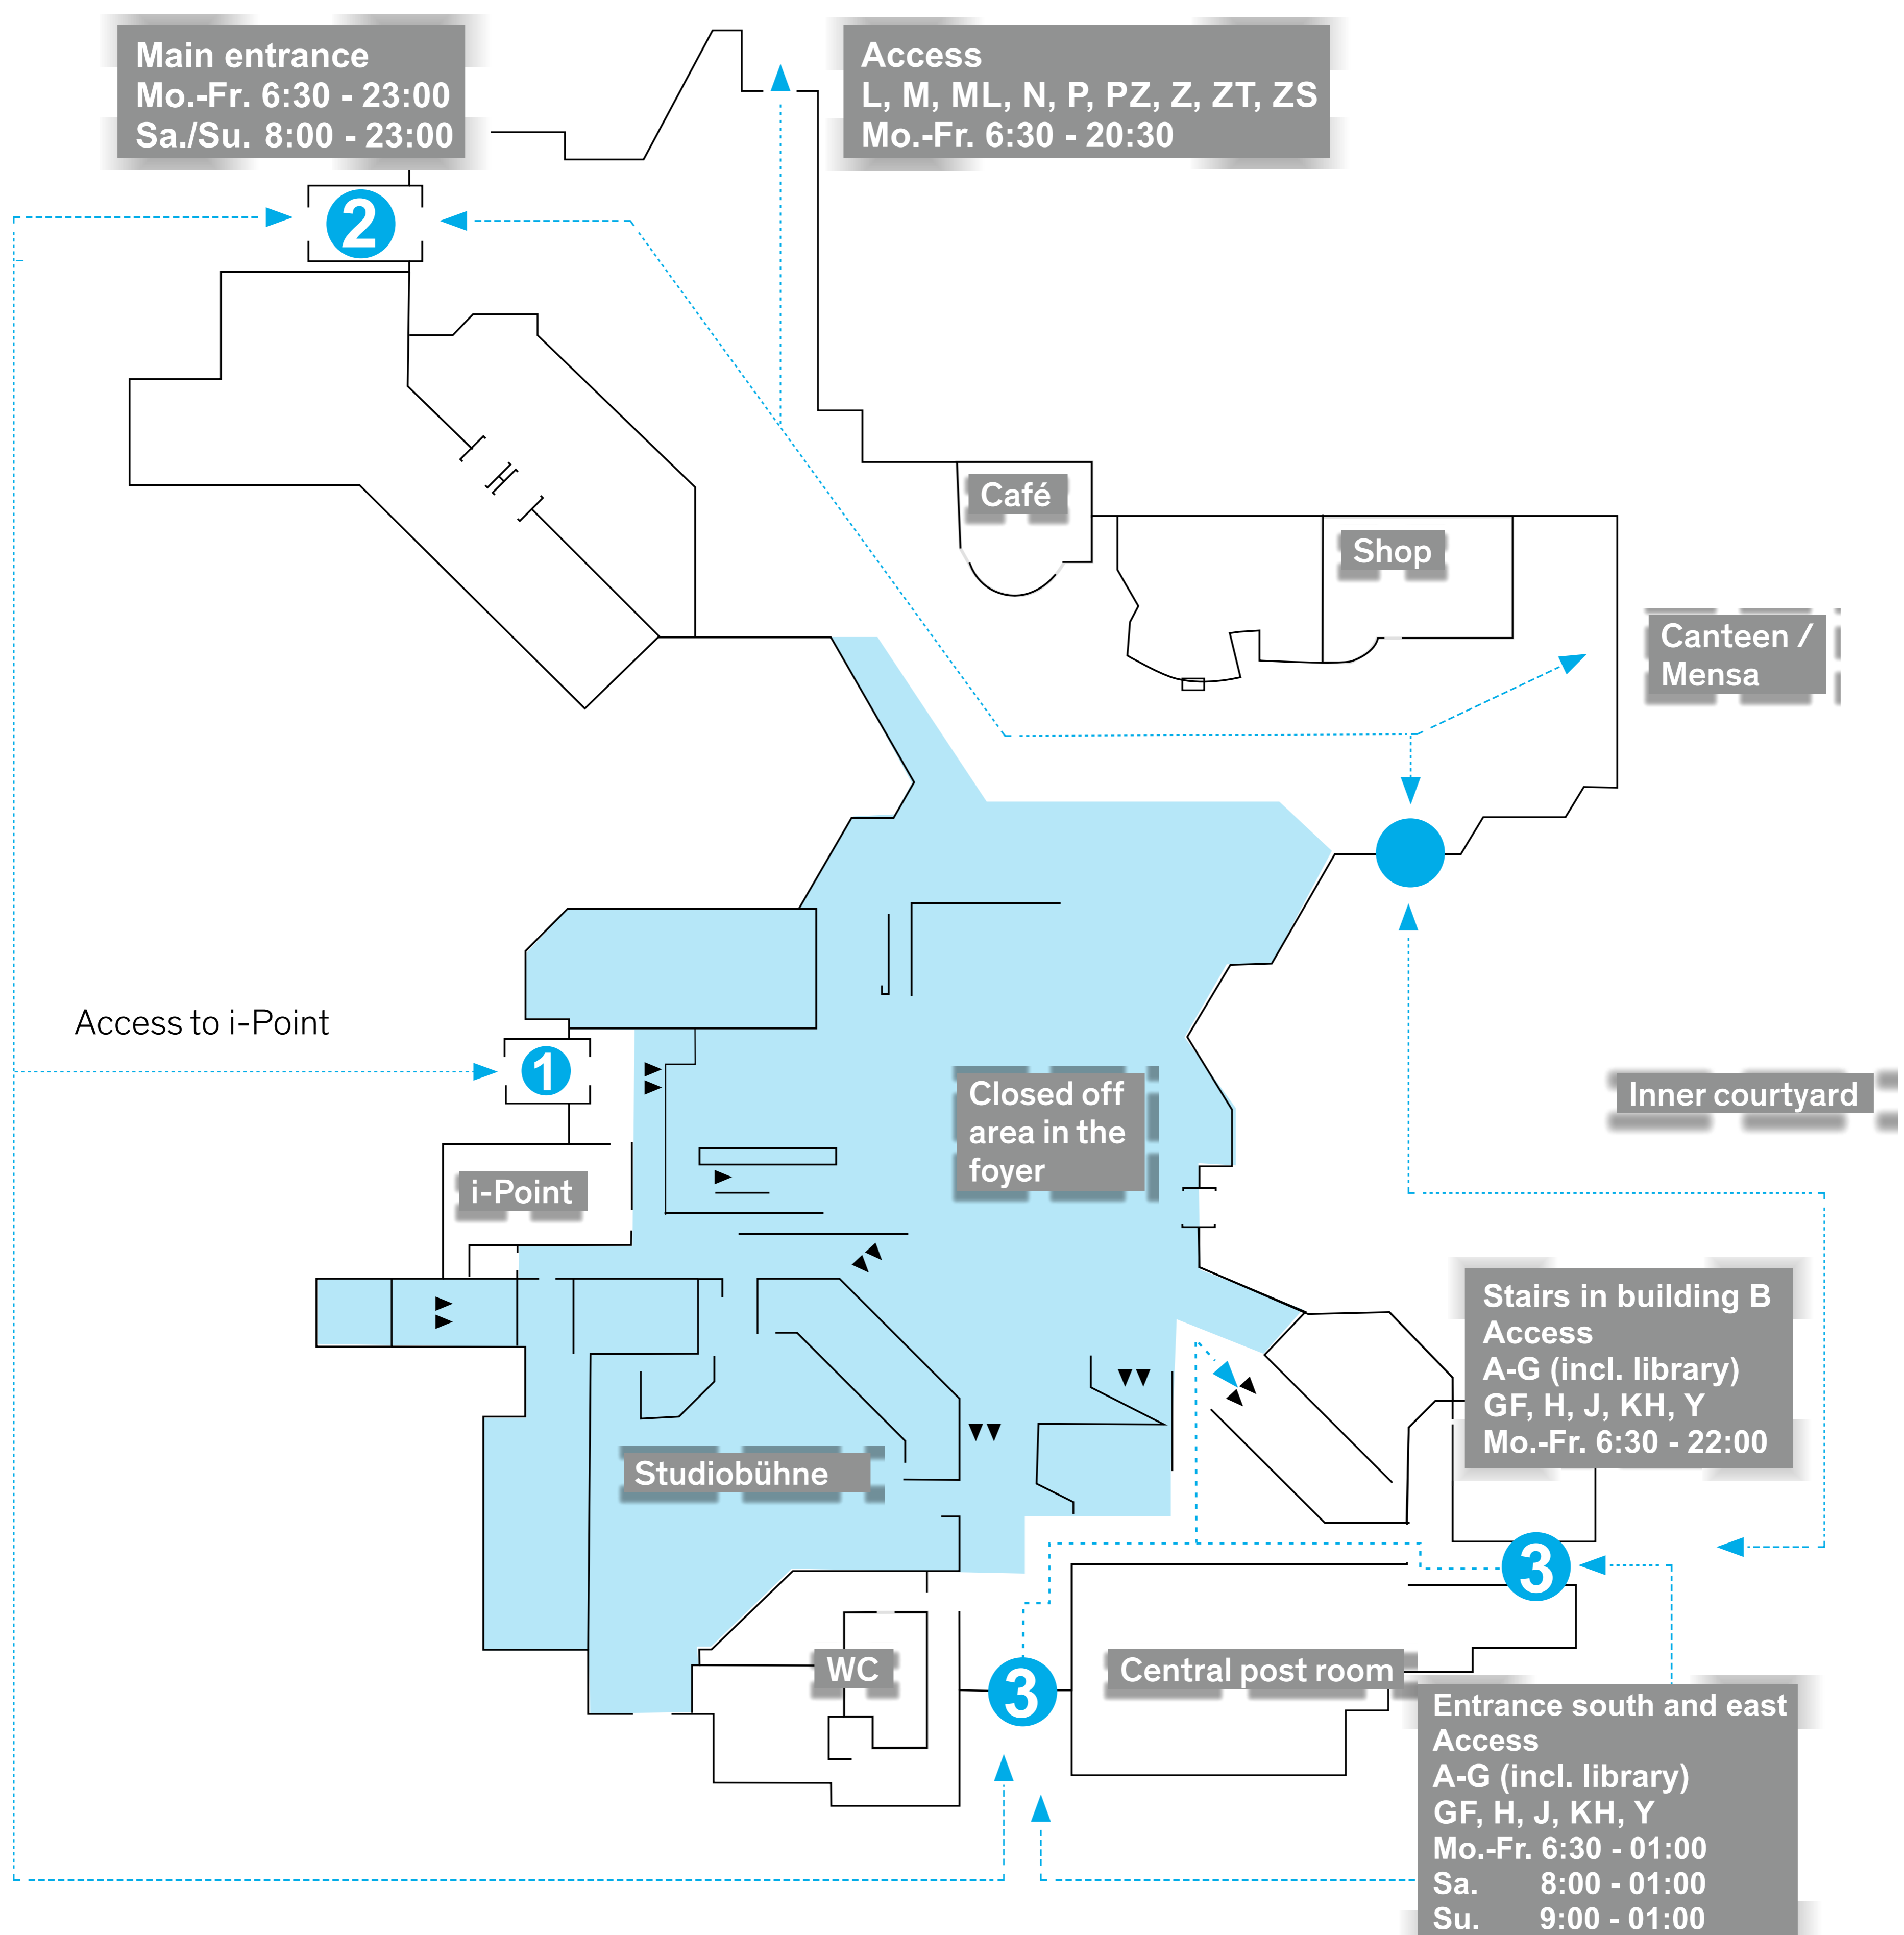 Main entrance
Mo.-Fr. 6:30 - 23:00
Sa./Su. 8:00 - 23:00
Access
L, M, ML, N, P, PZ, Z, ZT, ZS
Mo.-Fr. 6:30 - 20:30
2
Café
Shop
Canteen /
Mensa
Access to i-Point
1
Closed off
area in the
foyer
Inner courtyard
i-Point
Stairs in building B
Access
A-G (incl. library)
GF, H, J, KH, Y
Mo.-Fr. 6:30 - 22:00
Studiobühne
3
WC
3
Central post room
Entrance south and east
Access
A-G (incl. library)
GF, H, J, KH, Y
Mo.-Fr. 6:30 - 01:00
Sa. 8:00 - 01:00
Su. 9:00 - 01:00